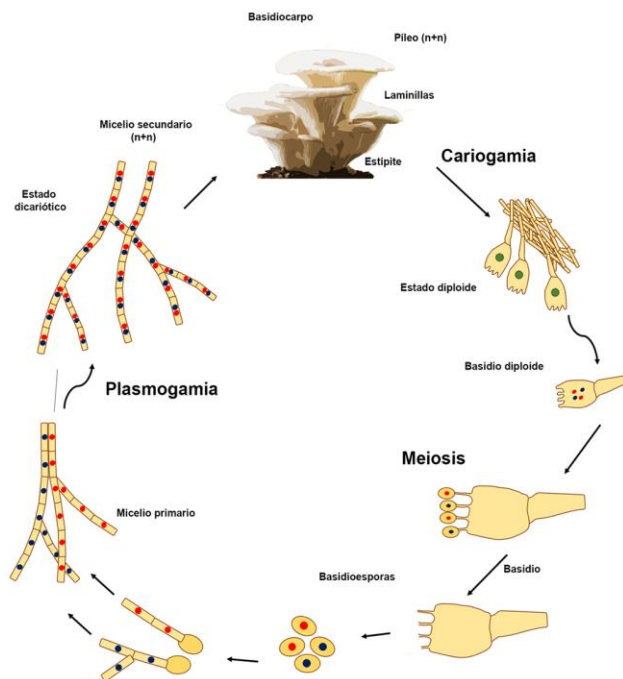 Basidiocarpo
Píleo (n+n)
Laminillas
Micelio secundario
(n+n)
Estipite
Cariogamia
Estado
dicariótico
Estado diploide
Basidio diploide
Plasmogamia
Meiosis
Micelio primario
Basidio
Basidioesporas